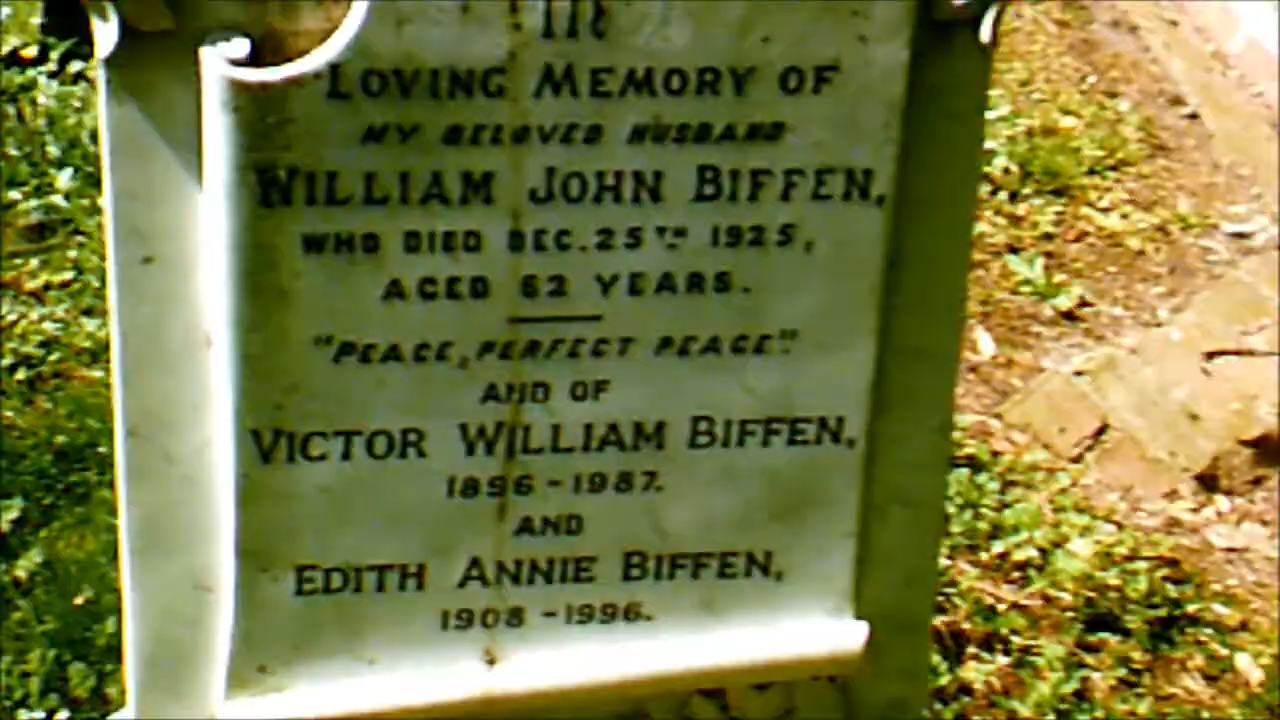 IN
LOVING MEMORY OF
MY BELOVED HUSBAND
WILLIAM JOHN BIFFEN,
WHO DIED DEC. 25TH 1925,
AGED 62 YEARS.
"PEACE, PERFECT PEACE."
AND OF
VICTOR WILLIAM BIFFEN,
1896 - 1987.
AND
EDITH ANNIE BIFFEN,
1908 - 1996.